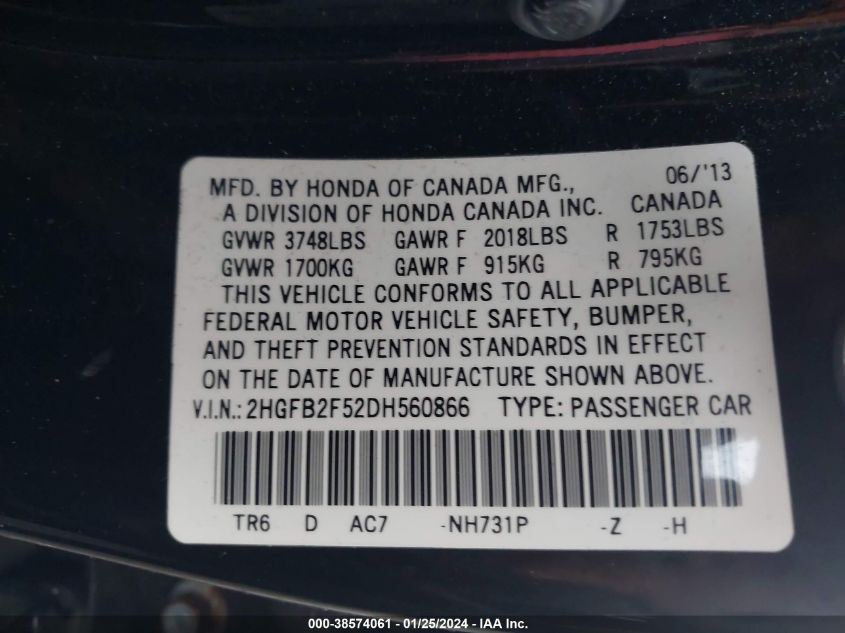 06/'13
MFD. BY HONDA OF CANADA MFG.,
A DIVISION OF HONDA CANADA INC. CANADA
GVWR 3748LBS GAWR F 2018LBS R 1753LBS
GVWR 1700KG GAWR F 915KG R 795KG
THIS VEHICLE CONFORMS TO ALL APPLICABLE
FEDERAL MOTOR VEHICLE SAFETY, BUMPER,
AND THEFT PREVENTION STANDARDS IN EFFECT
ON THE DATE OF MANUFACTURE SHOWN ABOVE.
V.I.N.: 2HGFB2F52DH560866 TYPE: PASSENGER CAR
TR6 D AC7 -NH731P -Z -H
000-38574061 - 01/25/2024 - IAA Inc.